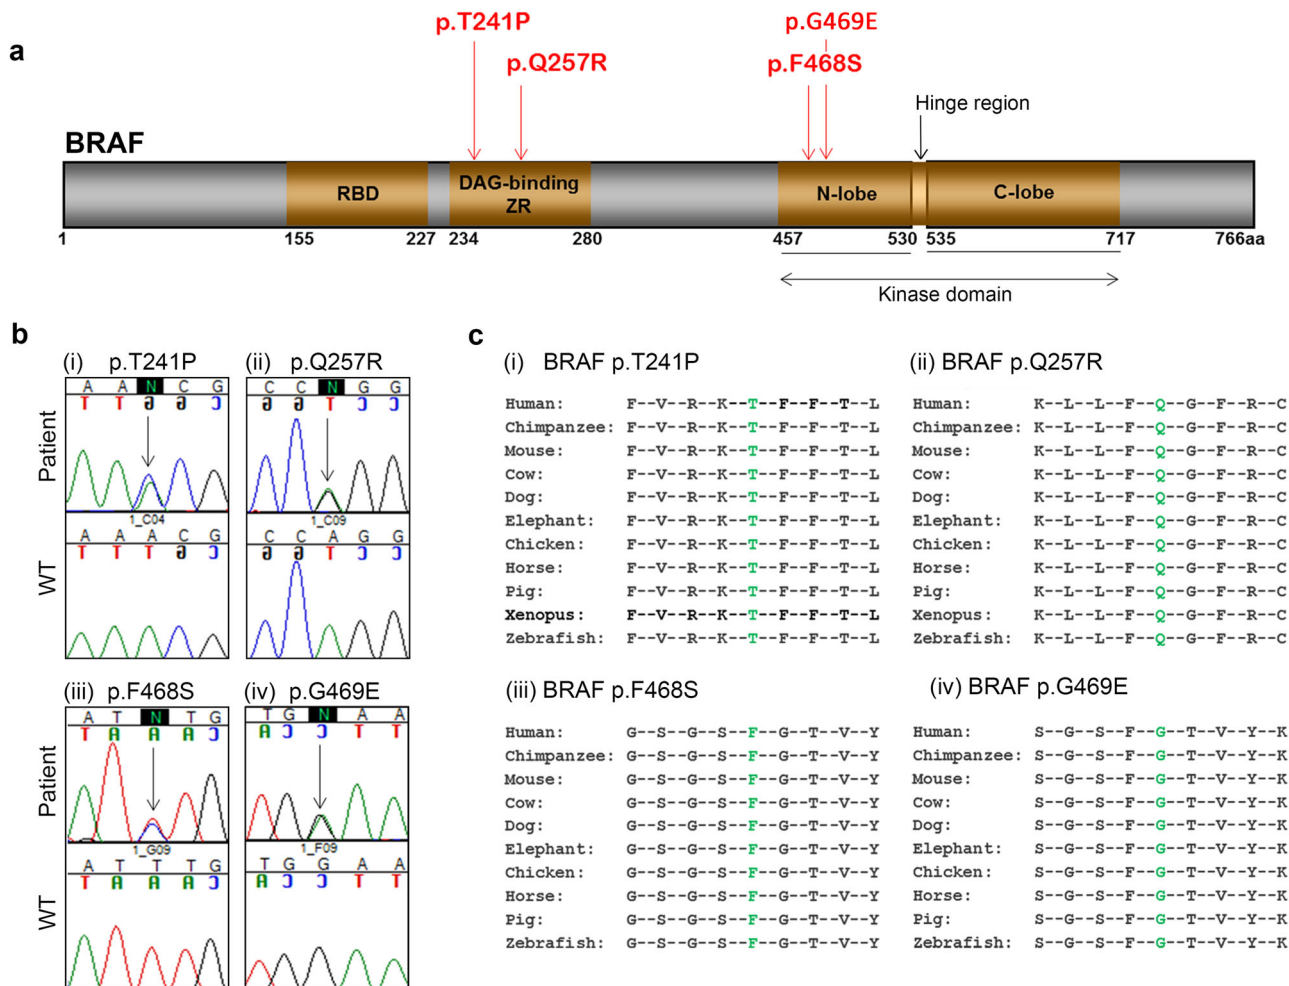 a
p.T241P
p.G469E
p.Q257R
p.F468S
Hinge region
BRAF
RBD
DAG-binding
ZR
N-lobe
C-lobe
1
155
227
234
280
457
530
535
717
766aa
Kinase domain
b
(i) p.T241P
(ii) p.Q257R
Patient
A A N C G
T T G G C
1_C04
C C N G G
G G T C C
1_C09
WT
A A A C G
T T T G C
C C A G G
G G T C C
(iii) p.F468S
(iv) p.G469E
Patient
A T N T G
T A A A C
1_G09
T G N A A
A C C T T
1_F09
WT
A T T T G
T A A A C
T G G A A
A C C T T
c
(i) BRAF p.T241P
Human: F--V--R--K--T--F--F--T--L
Chimpanzee: F--V--R--K--T--F--F--T--L
Mouse: F--V--R--K--T--F--F--T--L
Cow: F--V--R--K--T--F--F--T--L
Dog: F--V--R--K--T--F--F--T--L
Elephant: F--V--R--K--T--F--F--T--L
Chicken: F--V--R--K--T--F--F--T--L
Horse: F--V--R--K--T--F--F--T--L
Pig: F--V--R--K--T--F--F--T--L
Xenopus: F--V--R--K--T--F--F--T--L
Zebrafish: F--V--R--K--T--F--F--T--L
(ii) BRAF p.Q257R
Human: K--L--L--F--Q--G--F--R--C
Chimpanzee: K--L--L--F--Q--G--F--R--C
Mouse: K--L--L--F--Q--G--F--R--C
Cow: K--L--L--F--Q--G--F--R--C
Dog: K--L--L--F--Q--G--F--R--C
Elephant: K--L--L--F--Q--G--F--R--C
Chicken: K--L--L--F--Q--G--F--R--C
Horse: K--L--L--F--Q--G--F--R--C
Pig: K--L--L--F--Q--G--F--R--C
Xenopus: K--L--L--F--Q--G--F--R--C
Zebrafish: K--L--L--F--Q--G--F--R--C
(iii) BRAF p.F468S
Human: G--S--G--S--F--G--T--V--Y
Chimpanzee: G--S--G--S--F--G--T--V--Y
Mouse: G--S--G--S--F--G--T--V--Y
Cow: G--S--G--S--F--G--T--V--Y
Dog: G--S--G--S--F--G--T--V--Y
Elephant: G--S--G--S--F--G--T--V--Y
Chicken: G--S--G--S--F--G--T--V--Y
Horse: G--S--G--S--F--G--T--V--Y
Pig: G--S--G--S--F--G--T--V--Y
Zebrafish: G--S--G--S--F--G--T--V--Y
(iv) BRAF p.G469E
Human: S--G--S--F--G--T--V--Y--K
Chimpanzee: S--G--S--F--G--T--V--Y--K
Mouse: S--G--S--F--G--T--V--Y--K
Cow: S--G--S--F--G--T--V--Y--K
Dog: S--G--S--F--G--T--V--Y--K
Elephant: S--G--S--F--G--T--V--Y--K
Chicken: S--G--S--F--G--T--V--Y--K
Horse: S--G--S--F--G--T--V--Y--K
Pig: S--G--S--F--G--T--V--Y--K
Zebrafish: S--G--S--F--G--T--V--Y--K